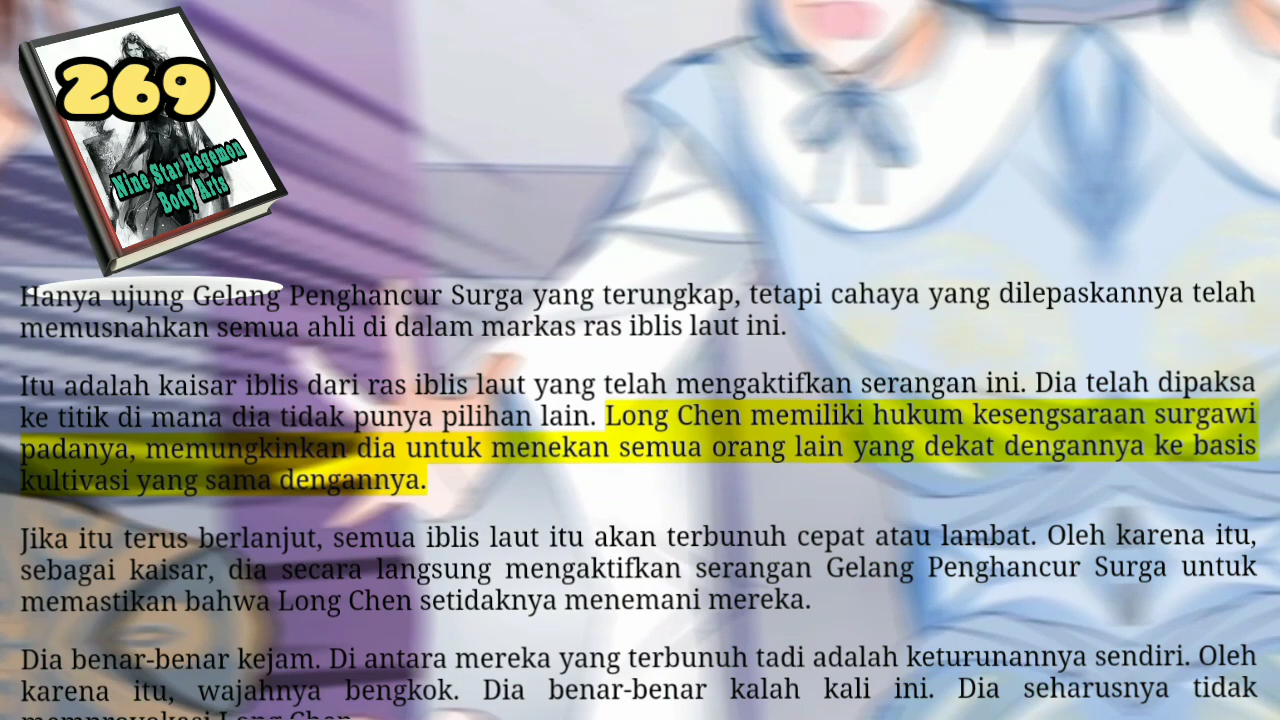 269
Nine Star Hegemon
Body Arts
Hanya ujung Gelang Penghancur Surga yang terungkap, tetapi cahaya yang dilepaskannya telah
memusnahkan semua ahli di dalam markas ras iblis laut ini.
Itu adalah kaisar iblis dari ras iblis laut yang telah mengaktifkan serangan ini. Dia telah dipaksa
ke titik di mana dia tidak punya pilihan lain. Long Chen memiliki hukum kesengsaraan surgawi
padanya, memungkinkan dia untuk menekan semua orang lain yang dekat dengannya ke basis
kultivasi yang sama dengannya.
Jika itu terus berlanjut, semua iblis laut itu akan terbunuh cepat atau lambat. Oleh karena itu,
sebagai kaisar, dia secara langsung mengaktifkan serangan Gelang Penghancur Surga untuk
memastikan bahwa Long Chen setidaknya menemani mereka.
Dia benar-benar kejam. Di antara mereka yang terbunuh tadi adalah keturunannya sendiri. Oleh
karena itu, wajahnya bengkok. Dia benar-benar kalah kali ini. Dia seharusnya tidak
memprovokasi Long Chen.